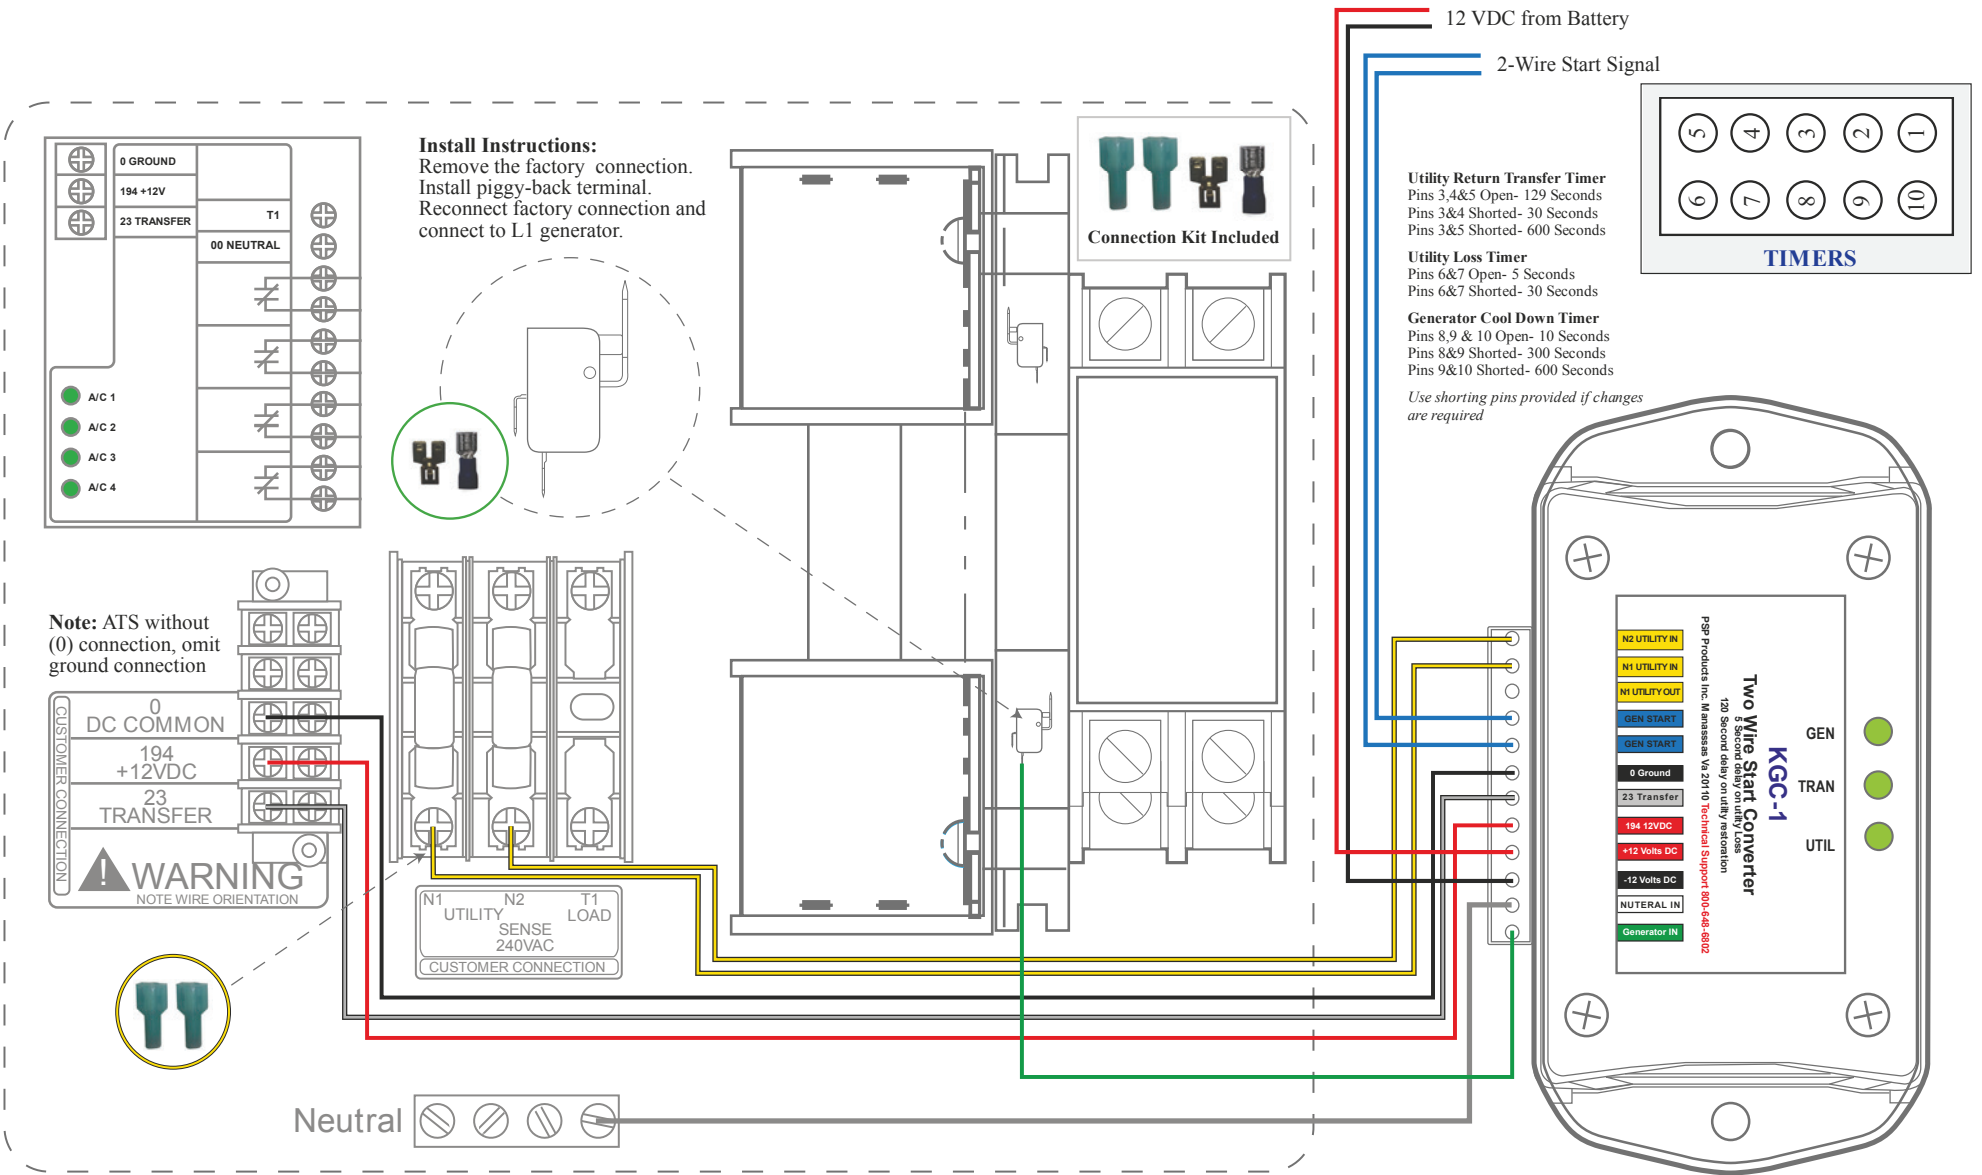 12 VDC from Battery
2-Wire Start Signal
0 GROUND
194 +12V
23 TRANSFER
T1
00 NEUTRAL
A/C 1
A/C 2
A/C 3
A/C 4
Install Instructions:
Remove the factory connection.
Install piggy-back terminal.
Reconnect factory connection and
connect to L1 generator.
Connection Kit Included
Utility Return Transfer Timer
Pins 3,4&5 Open- 129 Seconds
Pins 3&4 Shorted- 30 Seconds
Pins 3&5 Shorted- 600 Seconds
Utility Loss Timer
Pins 6&7 Open- 5 Seconds
Pins 6&7 Shorted- 30 Seconds
Generator Cool Down Timer
Pins 8,9 & 10 Open- 10 Seconds
Pins 8&9 Shorted- 300 Seconds
Pins 9&10 Shorted- 600 Seconds
Use shorting pins provided if changes
are required
5 4 3 2 1
6 7 8 9 10
TIMERS
Note: ATS without
(0) connection, omit
ground connection
CUSTOMER CONNECTION
0
DC COMMON
194
+12VDC
23
TRANSFER
! WARNING
NOTE WIRE ORIENTATION
N1 N2 T1
UTILITY LOAD
SENSE
240VAC
CUSTOMER CONNECTION
Neutral
N2 UTILITY IN
N1 UTILITY IN
N1 UTILITY OUT
GEN START
GEN START
0 Ground
23 Transfer
194 12VDC
+12 Volts DC
-12 Volts DC
NUTERAL IN
Generator IN
KGC-1
Two Wire Start Converter
5 Second delay on utility Loss
120 Second delay on utility restoration
PSP Products Inc. Manasssas Va 20110 Technical Support 800-648-6802
GEN
TRAN
UTIL